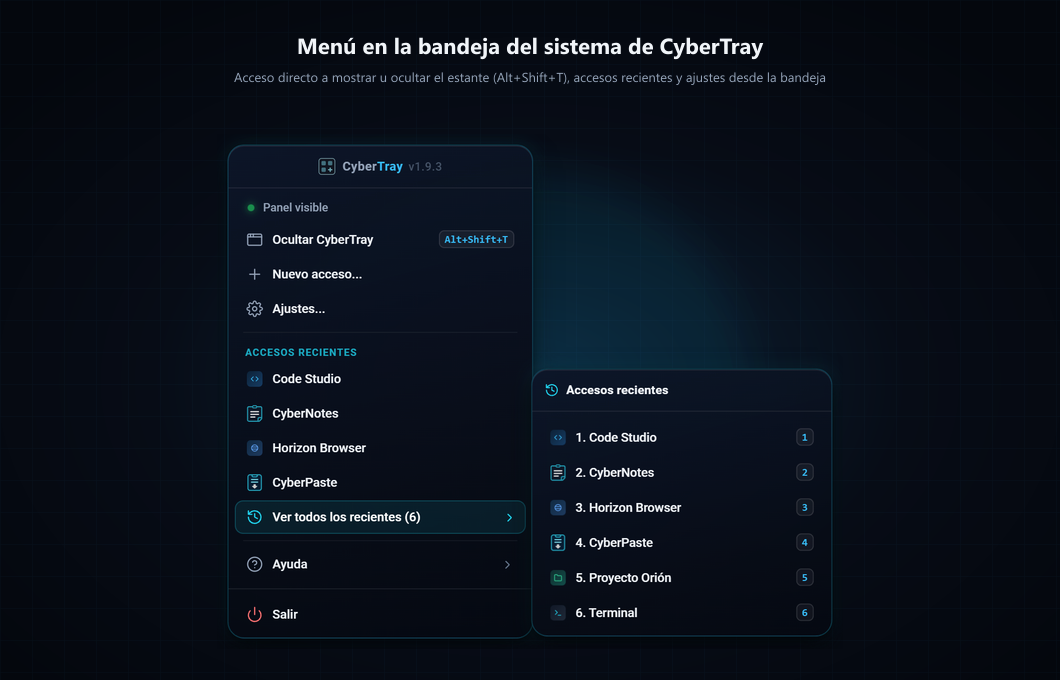 Menú en la bandeja del sistema de CyberTray
Acceso directo a mostrar u ocultar el estante (Alt+Shift+T), accesos recientes y ajustes desde la bandeja
CyberTray v1.9.3
Panel visible
Ocultar CyberTray Alt+Shift+T
Nuevo acceso...
Ajustes...
ACCESOS RECIENTES
Code Studio
CyberNotes
Horizon Browser
CyberPaste
Ver todos los recientes (6)
Ayuda
Salir
Accesos recientes
1. Code Studio 1
2. CyberNotes 2
3. Horizon Browser 3
4. CyberPaste 4
5. Proyecto Orión 5
6. Terminal 6